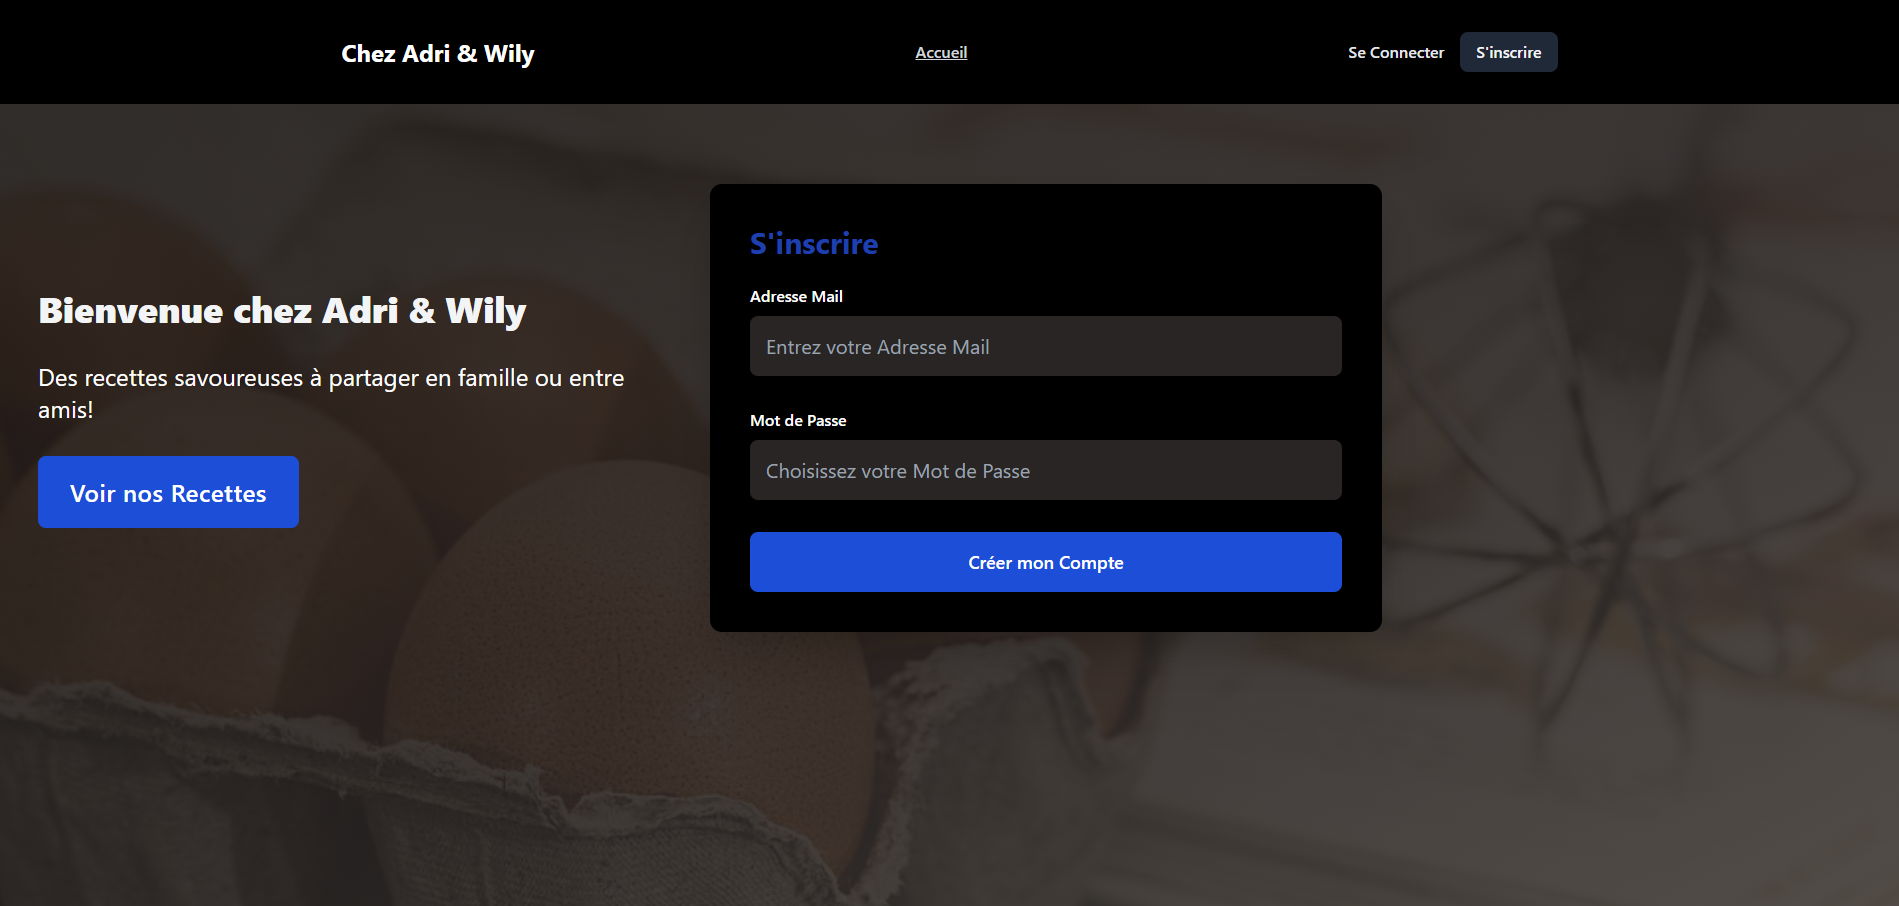 Chez Adri & Wily
Accueil
Se Connecter
S'inscrire
Bienvenue chez Adri & Wily
Des recettes savoureuses à partager en famille ou entre
amis!
Voir nos Recettes
S'inscrire
Adresse Mail
Entrez votre Adresse Mail
Mot de Passe
Choisissez votre Mot de Passe
Créer mon Compte